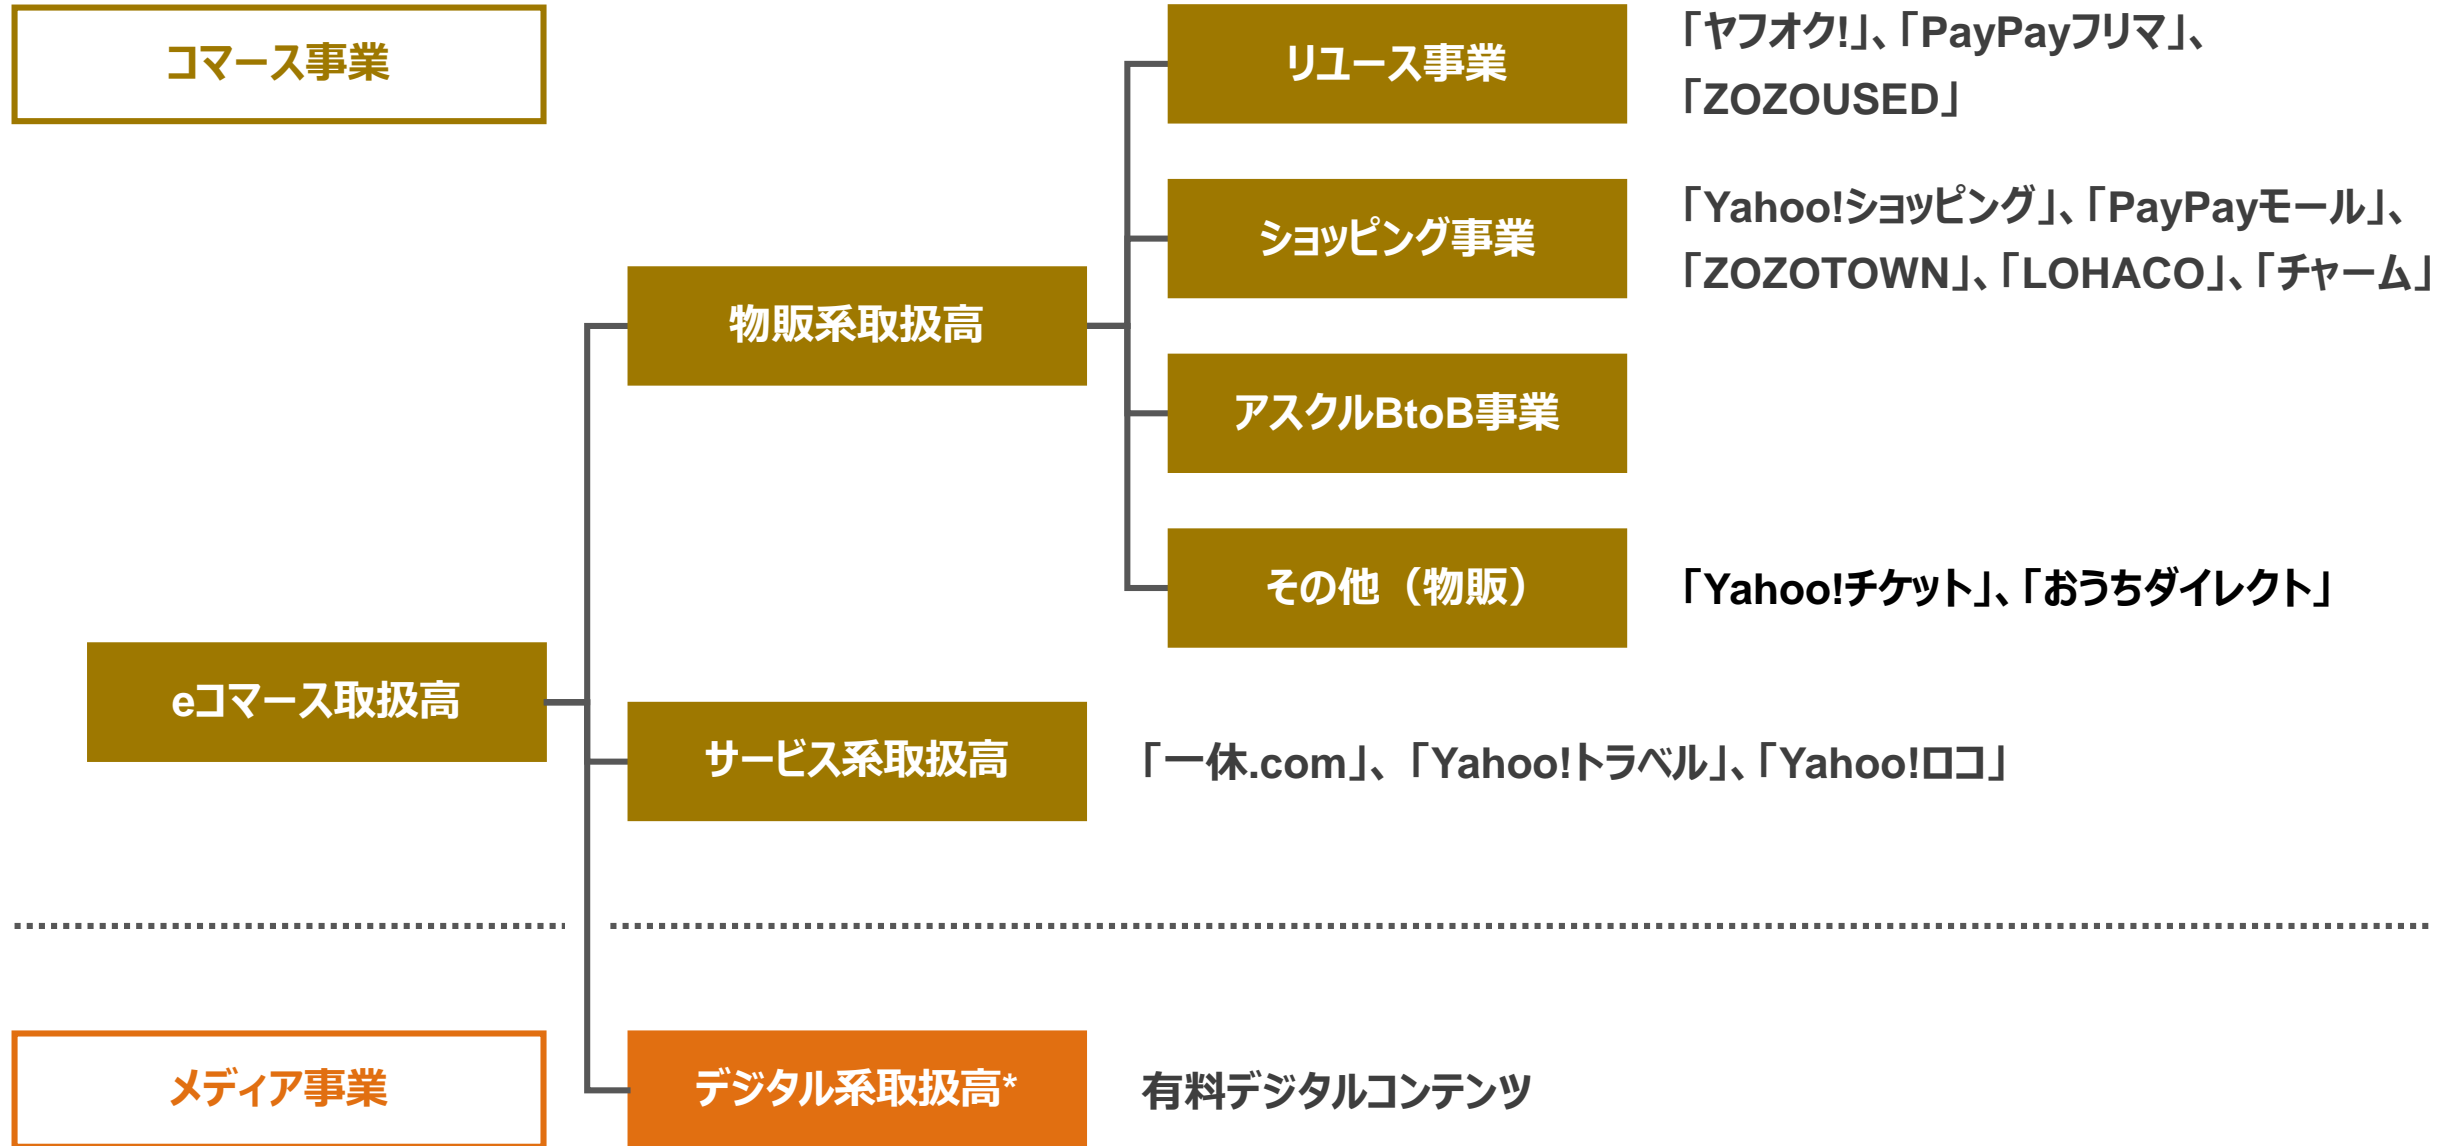 コマース事業
リユース事業
「ヤフオク!」、「PayPayフリマ」、
「ZOZOUSED」
ショッピング事業
「Yahoo!ショッピング」、「PayPayモール」、
「ZOZOTOWN」、「LOHACO」、「チャーム」
物販系取扱高
アスクルBtoB事業
その他（物販）
「Yahoo!チケット」、「おうちダイレクト」
eコマース取扱高
サービス系取扱高
「一休.com」、「Yahoo!トラベル」、「Yahoo!ロコ」
メディア事業
デジタル系取扱高*
有料デジタルコンテンツ